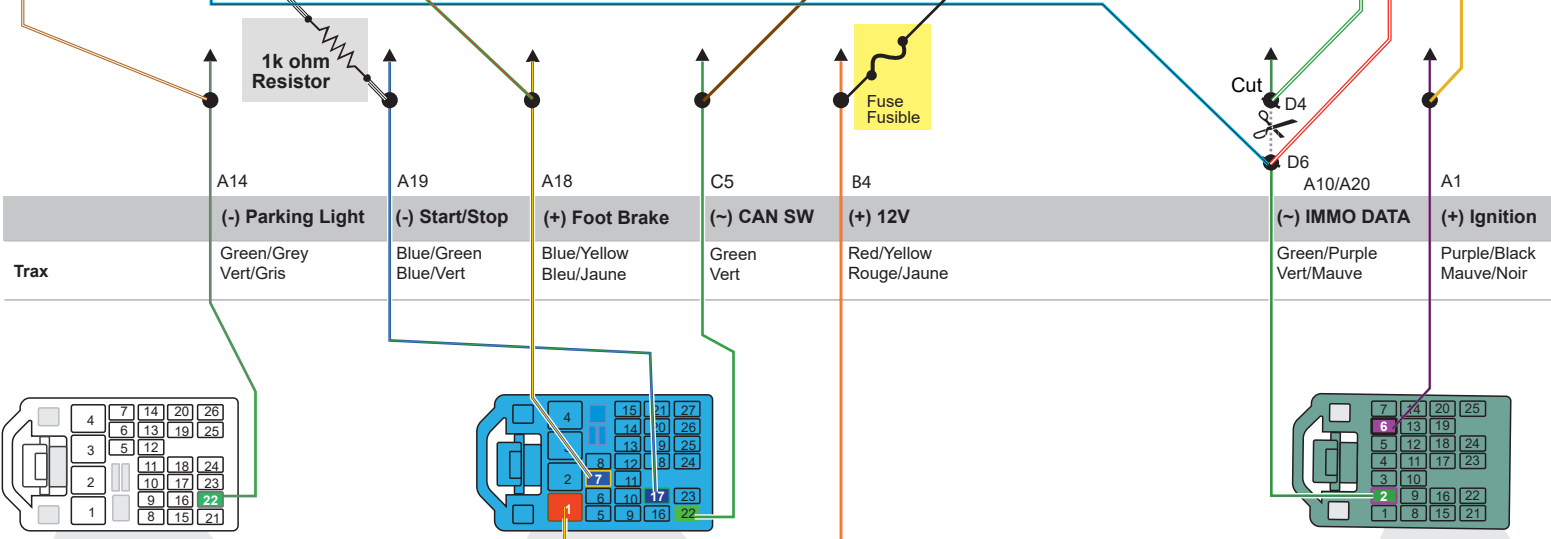 1k ohm
Resistor
Fuse
Fusible
Cut
D4
D6
A14
A19
A18
C5
B4
A10/A20
A1
(-) Parking Light
(-) Start/Stop
(+) Foot Brake
(~) CAN SW
(+) 12V
(~) IMMO DATA
(+) Ignition
Trax
Green/Grey
Vert/Gris
Blue/Green
Blue/Vert
Blue/Yellow
Bleu/Jaune
Green
Vert
Red/Yellow
Rouge/Jaune
Green/Purple
Vert/Mauve
Purple/Black
Mauve/Noir
4
3
2
1
7 14 20 26
6 13 19 25
5 12
11 18 24
10 17 23
9 16 22
8 15 21
4
2
1
15 21 27
14 20 26
13 19 25
8 12 18 24
7 11
6 10 17 23
5 9 16 22
7 14 20 25
6 13 19
5 12 18 24
4 11 17 23
3 10
2 9 16 22
1 8 15 21